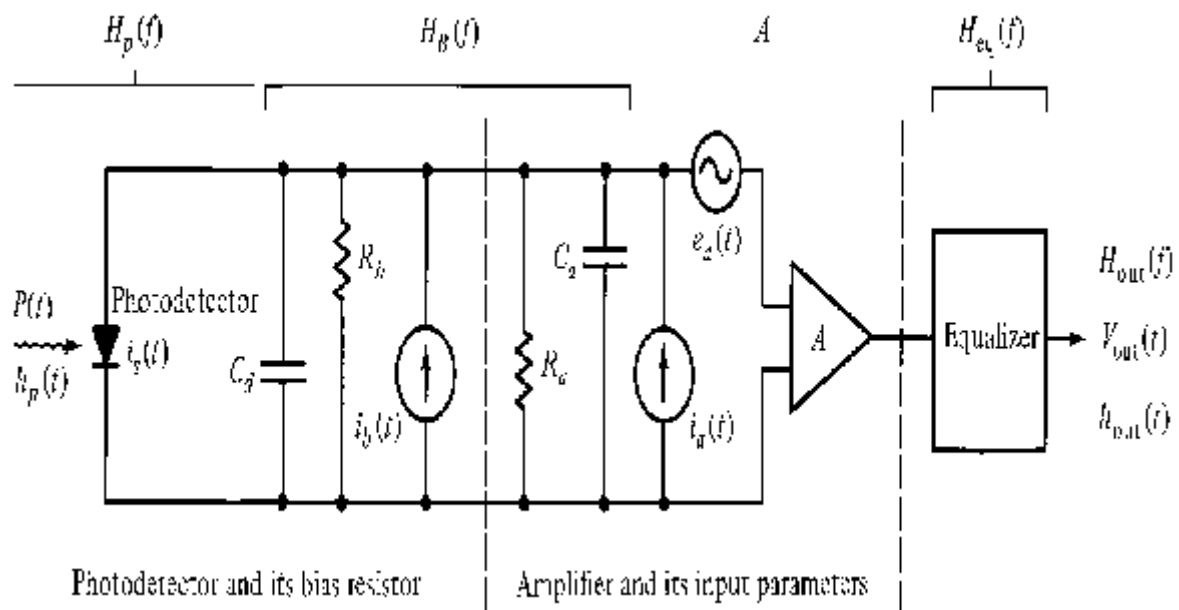 H_p(f) H_B(f) A H_eq(f)
e_a(t)
R_b C_a
H_out(f)
P(t) Photodetector
A Equalizer V_out(t)
i_s(t)
h_p(t) C_d R_a
i_b(t) i_a(t) h_out(t)
Photodetector and its bias resistor Amplifier and its input parameters